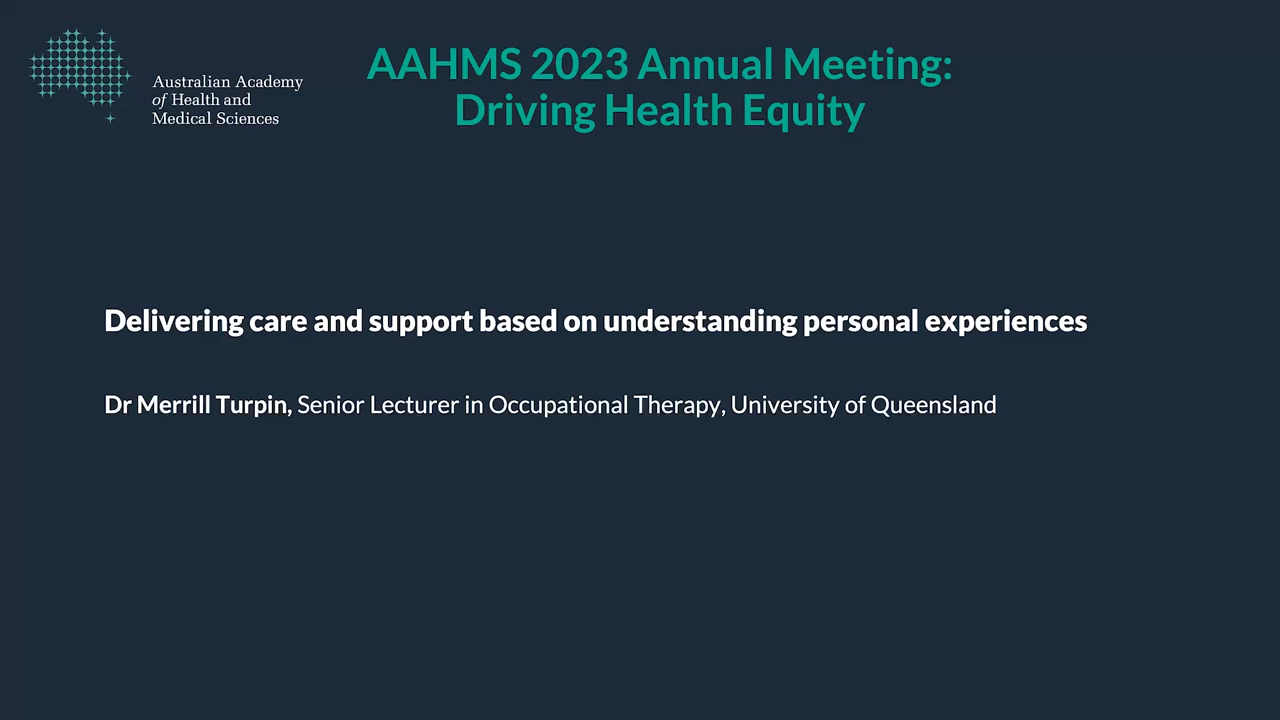 Australian Academy
of Health and
Medical Sciences
AAHMS 2023 Annual Meeting:
Driving Health Equity
Delivering care and support based on understanding personal experiences
Dr Merrill Turpin, Senior Lecturer in Occupational Therapy, University of Queensland